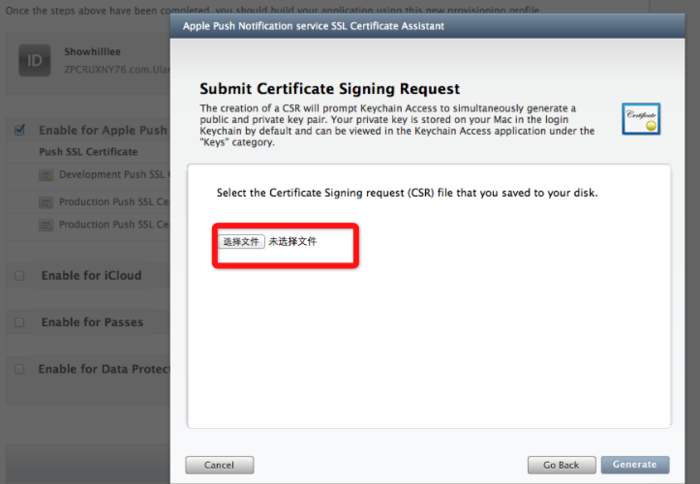 Once the steps above have been completed, you should build your application using this new provisioning profile
Apple Push Notification service SSL Certificate Assistant
ID
Showhilllee
Submit Certificate Signing Request
The creation of a CSR will prompt Keychain Access to simultaneously generate a
public and private key pair. Your private key is stored on your Mac in the login
Keychain by default and can be viewed in the Keychain Access application under the
"Keys" category.
Certificate
Enable for Apple Push
Push SSL Certificate
Development Push SSL
Production Push SSL Ce
Production Push SSL Ce
Select the Certificate Signing request (CSR) file that you saved to your disk.
选择文件 未选择文件
Enable for iCloud
Enable for Passes
Enable for Data Protec
Cancel
Go Back
Generate